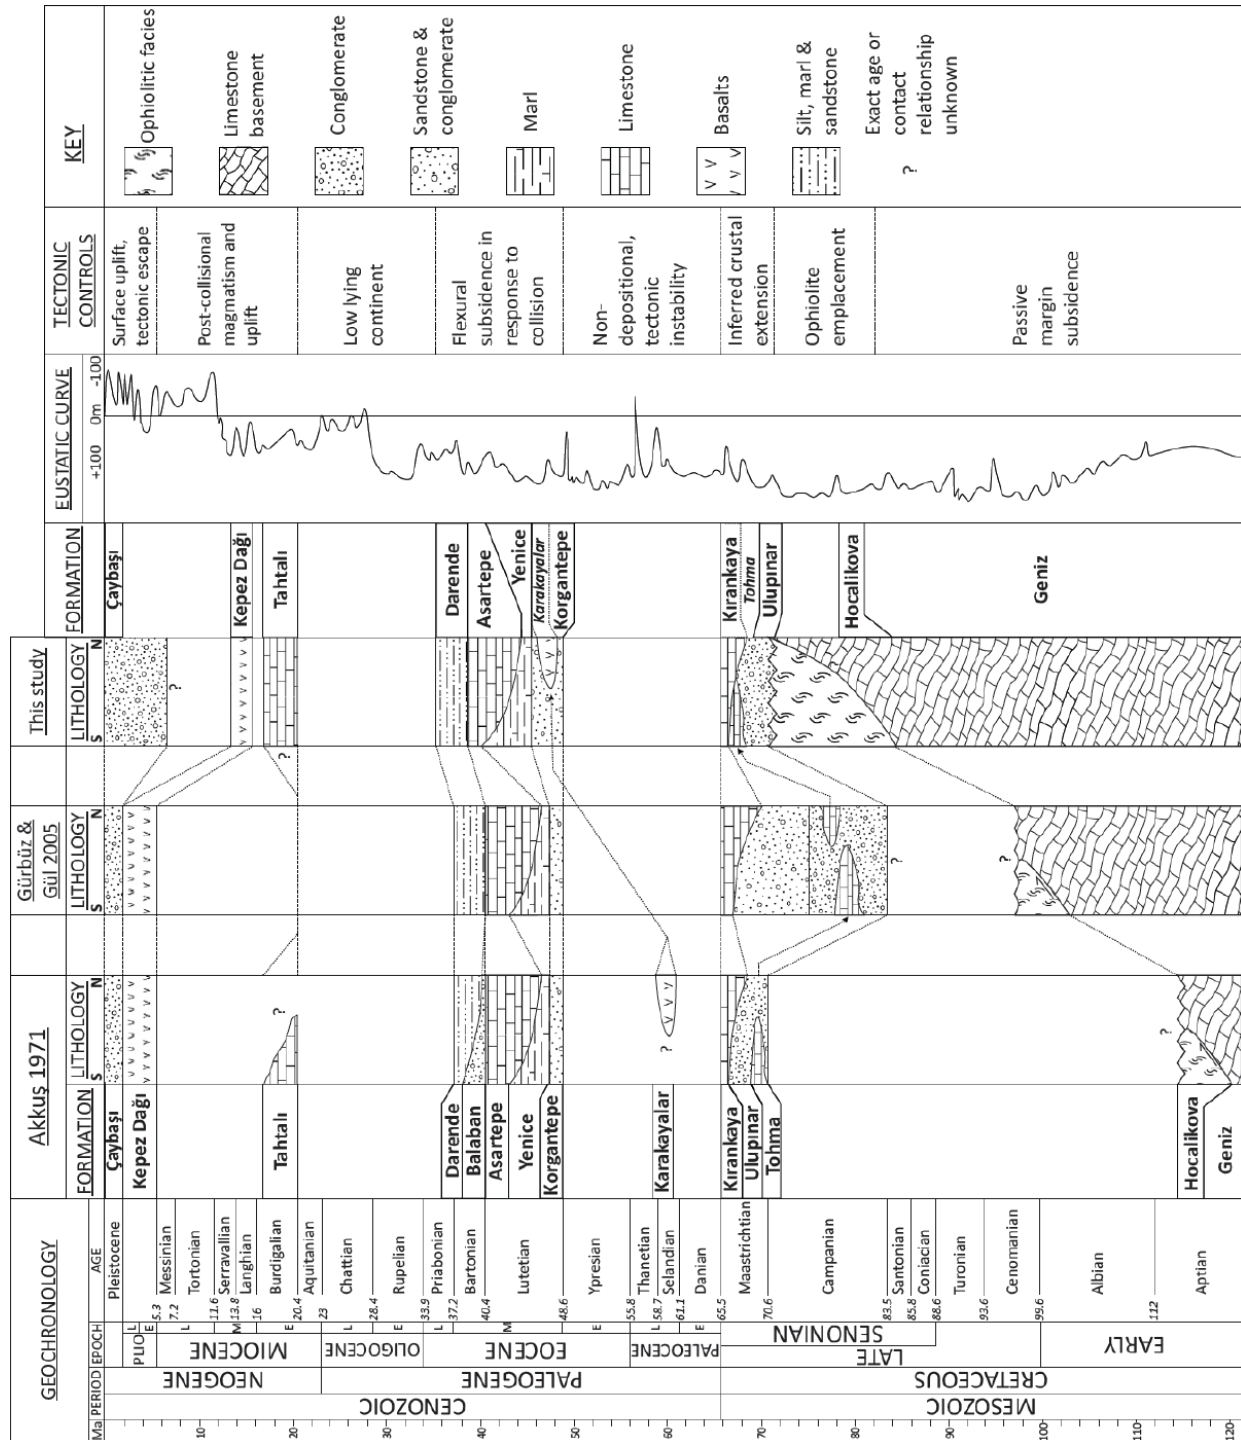 GEOCHRONOLOGY
Ma
PERIOD
EPOCH
AGE
10
20
30
40
50
60
70
80
90
100
110
120
CENOZOIC
MESOZOIC
NEOGENE
PALEOGENE
CRETACEOUS
PLIO
MIOCENE
OLIGOCENE
EOCENE
PALEOCENE
LATE
SENONIAN
EARLY
L
E
L
M
E
L
E
L
M
E
L
E
Pleistocene
5.3
Messinian
7.2
Tortonian
11.6
Serravallian
13.8
Langhian
16
Burdigalian
20.4
Aquitanian
23
Chattian
28.4
Rupelian
33.9
Priabonian
37.2
Bartonian
40.4
Lutetian
48.6
Ypresian
55.8
Thanetian
58.7
Selandian
61.1
Danian
65.5
Maastrichtian
70.6
Campanian
83.5
Santonian
85.8
Coniacian
88.6
Turonian
93.6
Cenomanian
99.6
Albian
112
Aptian
Akkuş 1971
FORMATION
Çaybaşı
Kepez Dağı
Tahtalı
Darende
Balaban
Asartepe
Yenice
Korgantepe
Karakayalar
Kırankaya
Ulupınar
Tohma
Hocalikova
Geniz
LITHOLOGY
S
N
?
?
?
Gürbüz &
Gül 2005
LITHOLOGY
S
N
?
?
This study
LITHOLOGY
S
N
?
?
FORMATION
Çaybaşı
Kepez Dağı
Tahtalı
Darende
Asartepe
Yenice
Karakayalar
Korgantepe
Kırankaya
Tohma
Ulupınar
Hocalikova
Geniz
EUSTATIC CURVE
+100
0m
-100
TECTONIC
CONTROLS
Surface uplift,
tectonic escape
Post-collisional
magmatism and
uplift
Low lying
continent
Flexural
subsidence in
response to
collision
Non-
depositional,
tectonic
instability
Inferred crustal
extension
Ophiolite
emplacement
Passive
margin
subsidence
KEY
Ophiolitic facies
Limestone
basement
Conglomerate
Sandstone &
conglomerate
Marl
Limestone
Basalts
Silt, marl &
sandstone
?
Exact age or
contact
relationship
unknown